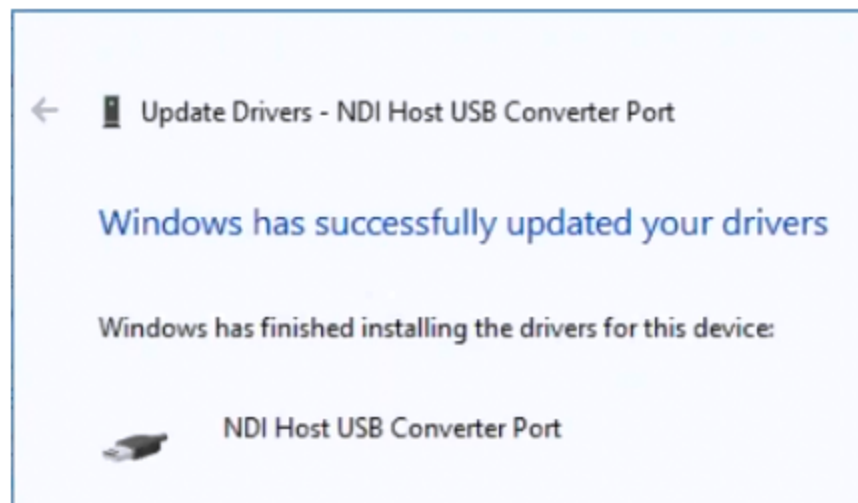 Update Drivers - NDI Host USB Converter Port
Windows has successfully updated your drivers
Windows has finished installing the drivers for this device:
NDI Host USB Converter Port